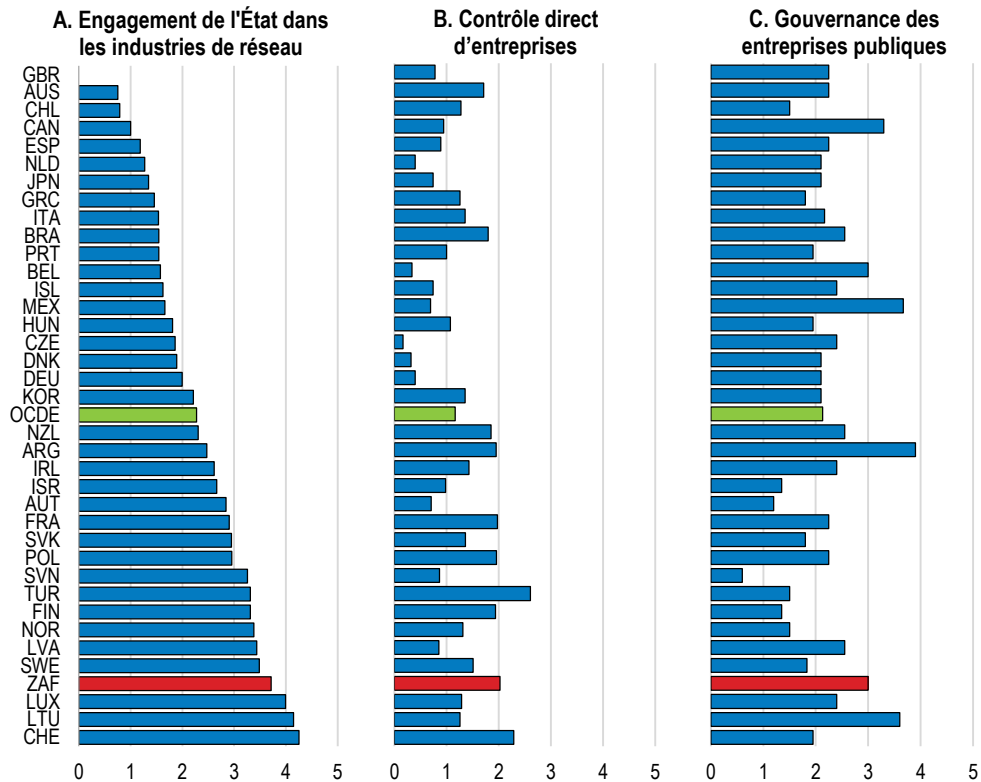 A. Engagement de l'État dans
les industries de réseau
B. Contrôle direct
d’entreprises
C. Gouvernance des
entreprises publiques
GBR
AUS
CHL
CAN
ESP
NLD
JPN
GRC
ITA
BRA
PRT
BEL
ISL
MEX
HUN
CZE
DNK
DEU
KOR
OCDE
NZL
ARG
IRL
ISR
AUT
FRA
SVK
POL
SVN
TUR
FIN
NOR
LVA
SWE
ZAF
LUX
LTU
CHE
0 1 2 3 4 5
0 1 2 3 4 5
0 1 2 3 4 5